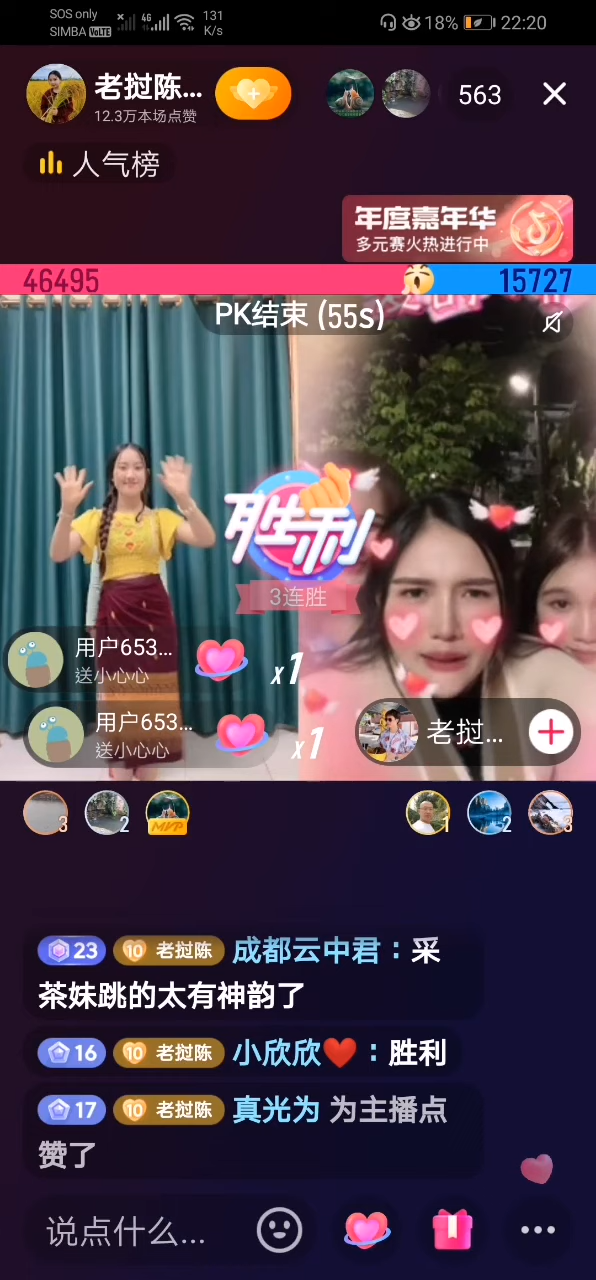 SOS only
SIMBA VoLTE
4G
131
K/s
18%
22:20
老挝陈...
12.3万本场点赞
563
人气榜
年度嘉年华
多元赛火热进行中
46495
15727
PK结束 (55s)
胜利
3连胜
用户653...
送小心心
x1
用户653...
送小心心
x1
老挝...
3
2
MVP
1
2
3
23 10 老挝陈 成都云中君：采
茶妹跳的太有神韵了
16 10 老挝陈 小欣欣❤️：胜利
17 10 老挝陈 真光为 为主播点
赞了
说点什么...